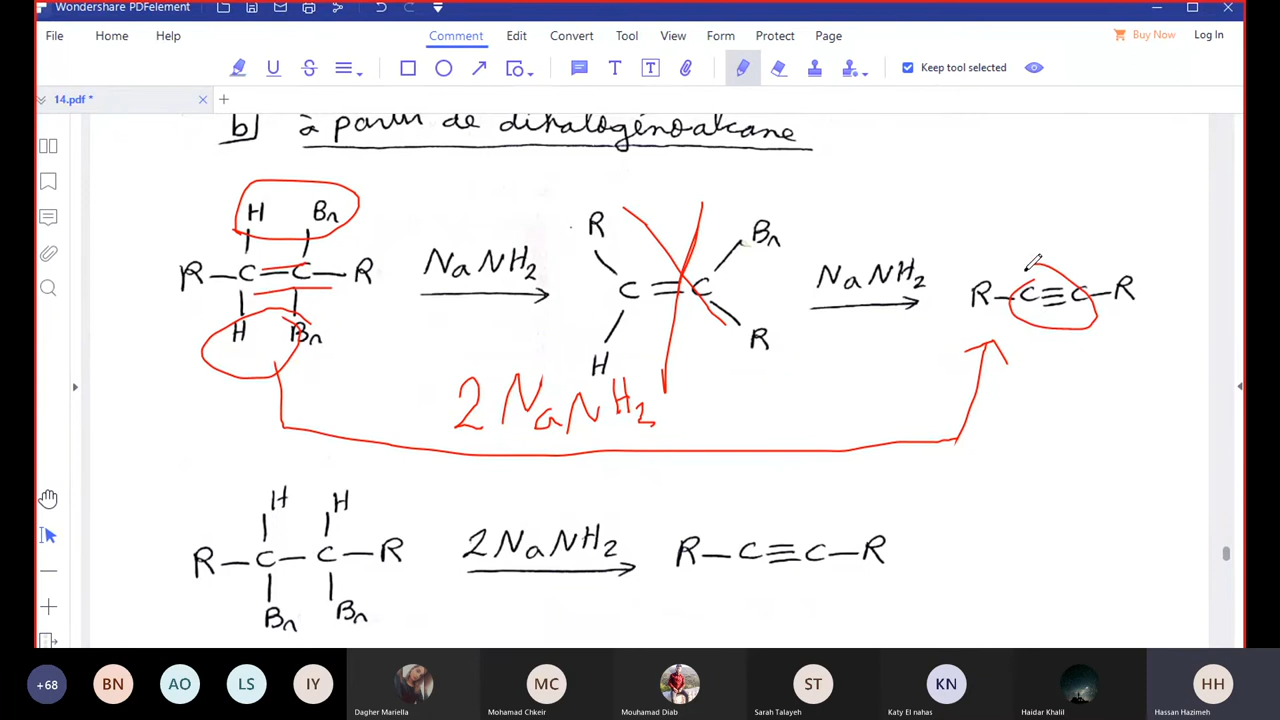 Wondershare PDFelement
File Home Help Comment Edit Convert Tool View Form Protect Page Buy Now Log In
Keep tool selected
14.pdf *
b) à partir de dihalogénoalcane
H Br
R-C-C-R
H Br
NaNH2
R Br
C=C
H R
NaNH2
R-C≡C-R
2 NaNH2
H H
R-C-C-R
Br Br
2NaNH2
R-C≡C-R
+68 BN AO LS IY MC ST KN HH
Dagher Mariella Mohamad Chkeir Mouhamad Diab Sarah Talayeh Katy El nahas Haidar Khalil Hassan Hazimeh